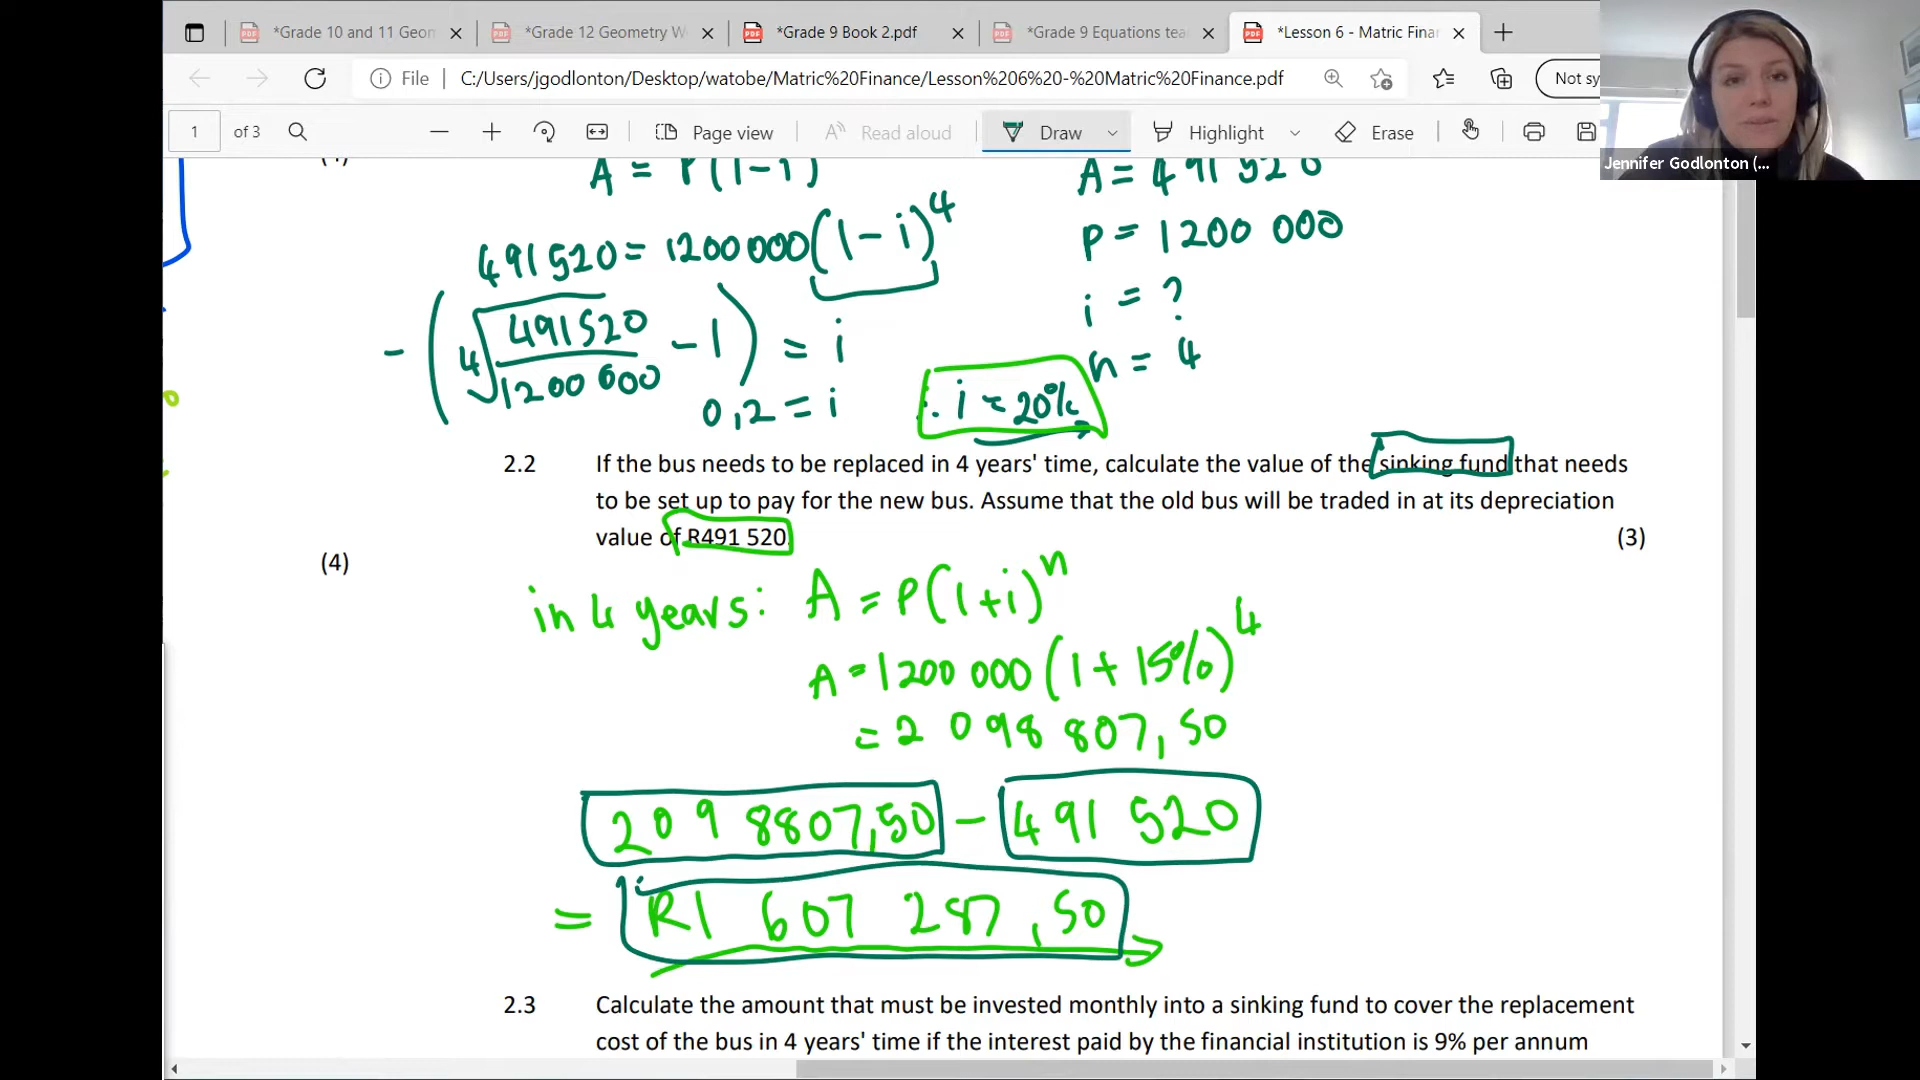 *Grade 10 and 11 Geom
*Grade 12 Geometry W
*Grade 9 Book 2.pdf
*Grade 9 Equations tea
*Lesson 6 - Matric Finan
File C:/Users/jgodlonton/Desktop/watobe/Matric%20Finance/Lesson%206%20-%20Matric%20Finance.pdf
Not sy
1 of 3
Page view
Read aloud
Draw
Highlight
Erase
Jennifer Godlonton (...
A = P(1-i)
A = 491 520
491 520 = 1200 000(1 - i)^4
P = 1200 000
-(4√(491520/1200 000) - 1) = i
i = ?
n = 4
0,2 = i
∴ i = 20%
2.2 If the bus needs to be replaced in 4 years' time, calculate the value of the sinking fund that needs
to be set up to pay for the new bus. Assume that the old bus will be traded in at its depreciation
value of R491 520. (3)
(4)
in 4 years: A = P(1+i)^n
A = 1200 000 (1 + 15%)^4
= 2 098 807,50
209 8807,50 - 491 520
= R1 607 287,50
2.3 Calculate the amount that must be invested monthly into a sinking fund to cover the replacement
cost of the bus in 4 years' time if the interest paid by the financial institution is 9% per annum